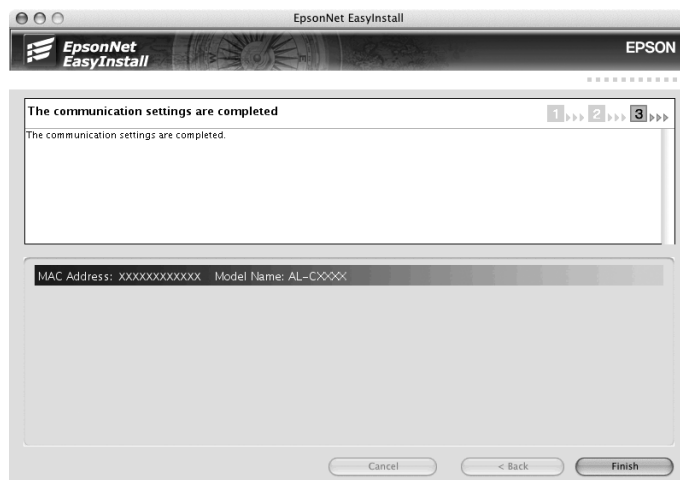 EpsonNet EasyInstall
EpsonNet
EasyInstall
EPSON
The communication settings are completed
1 2 3
The communication settings are completed.
MAC Address: XXXXXXXXXXXX Model Name: AL-CXXXX
Cancel
< Back
Finish